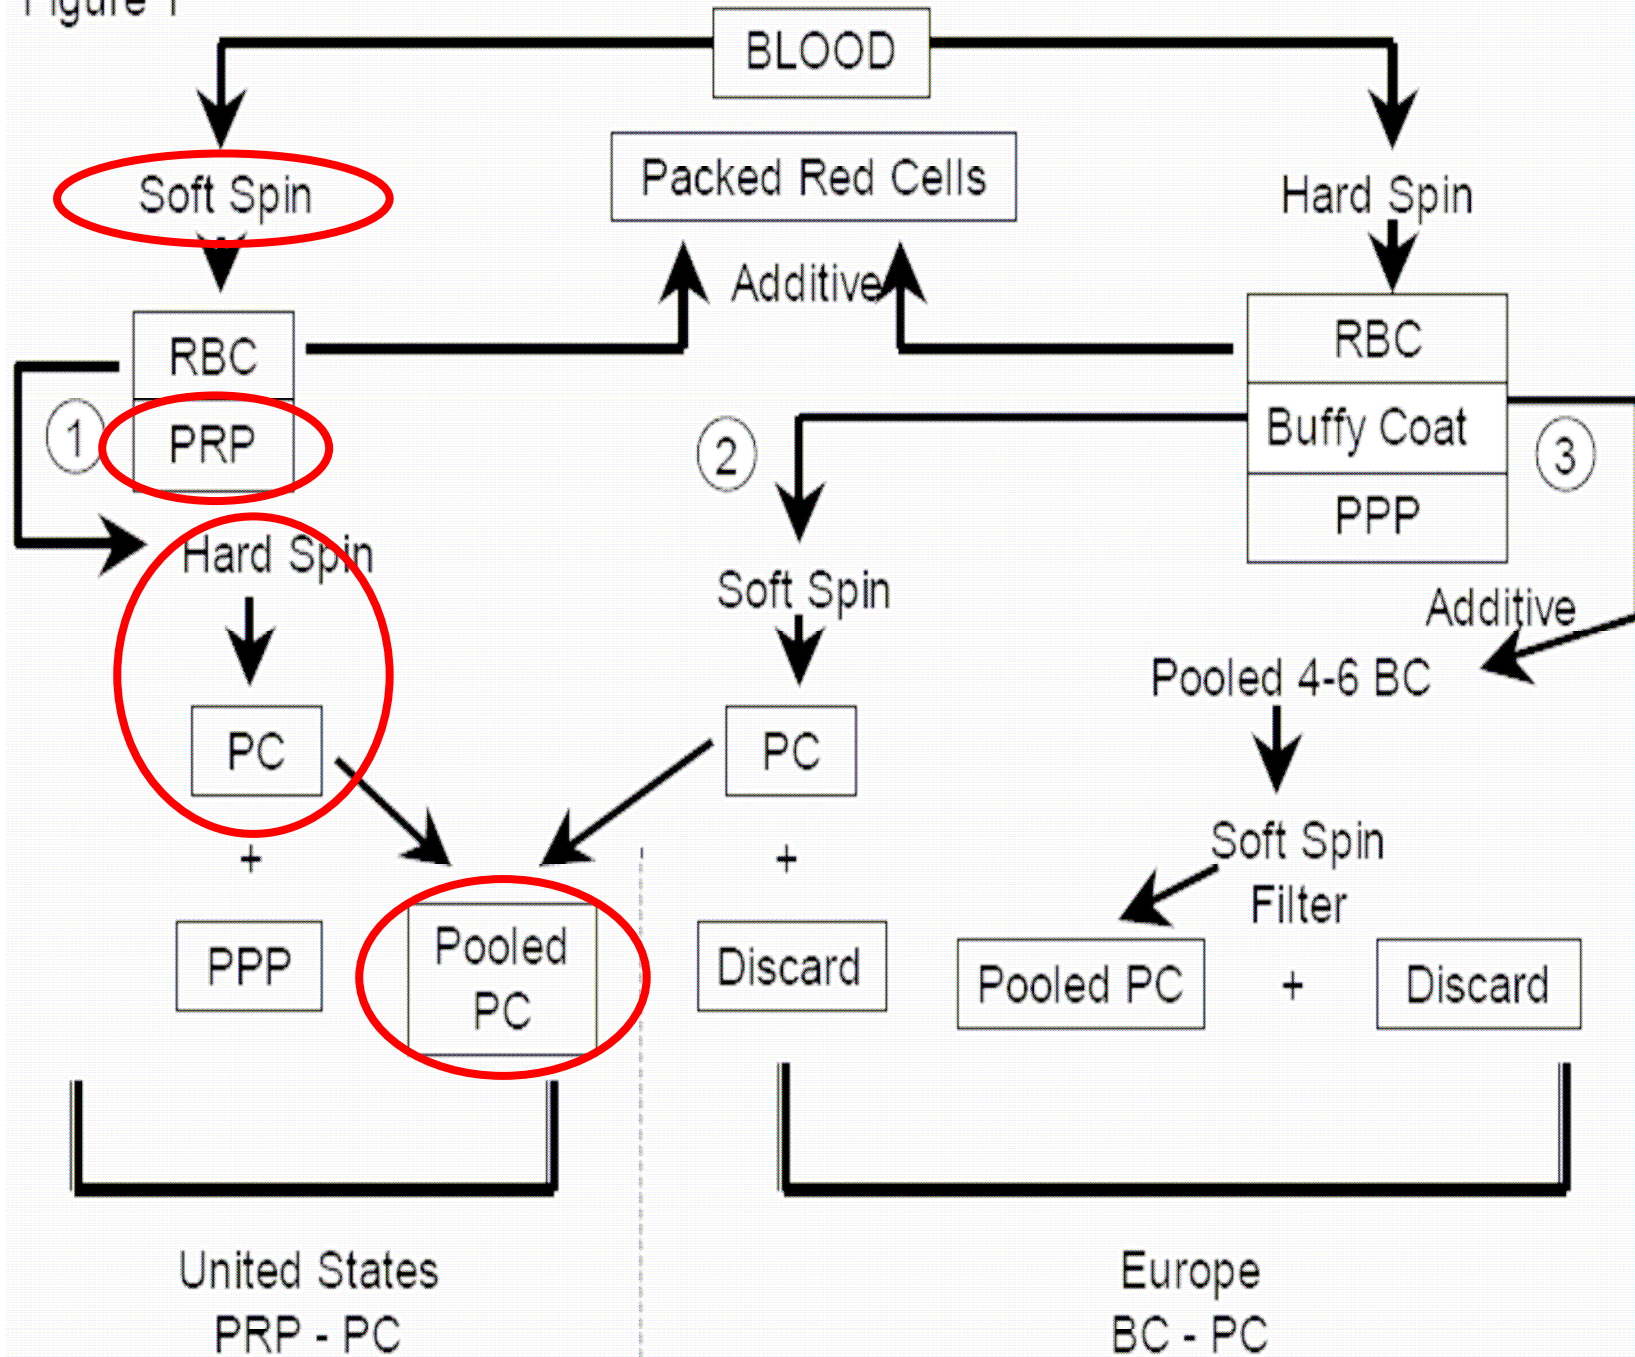 Figure 1
BLOOD
Packed Red Cells
Soft Spin
Hard Spin
Additive
RBC
PRP
1
RBC
Buffy Coat
PPP
2
3
Hard Spin
Soft Spin
Additive
Pooled 4-6 BC
PC
PC
Soft Spin
Filter
+
+
PPP
Pooled
PC
Discard
Pooled PC
+
Discard
United States
PRP - PC
Europe
BC - PC